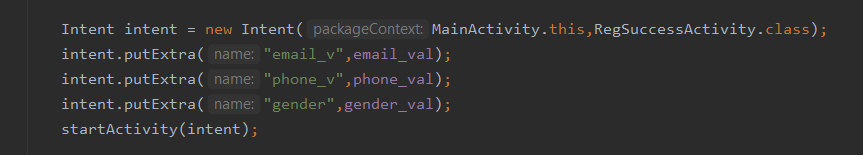 Intent intent = new Intent( packageContext: MainActivity.this,RegSuccessActivity.class);
intent.putExtra( name: "email_v",email_val);
intent.putExtra( name: "phone_v",phone_val);
intent.putExtra( name: "gender",gender_val);
startActivity(intent);